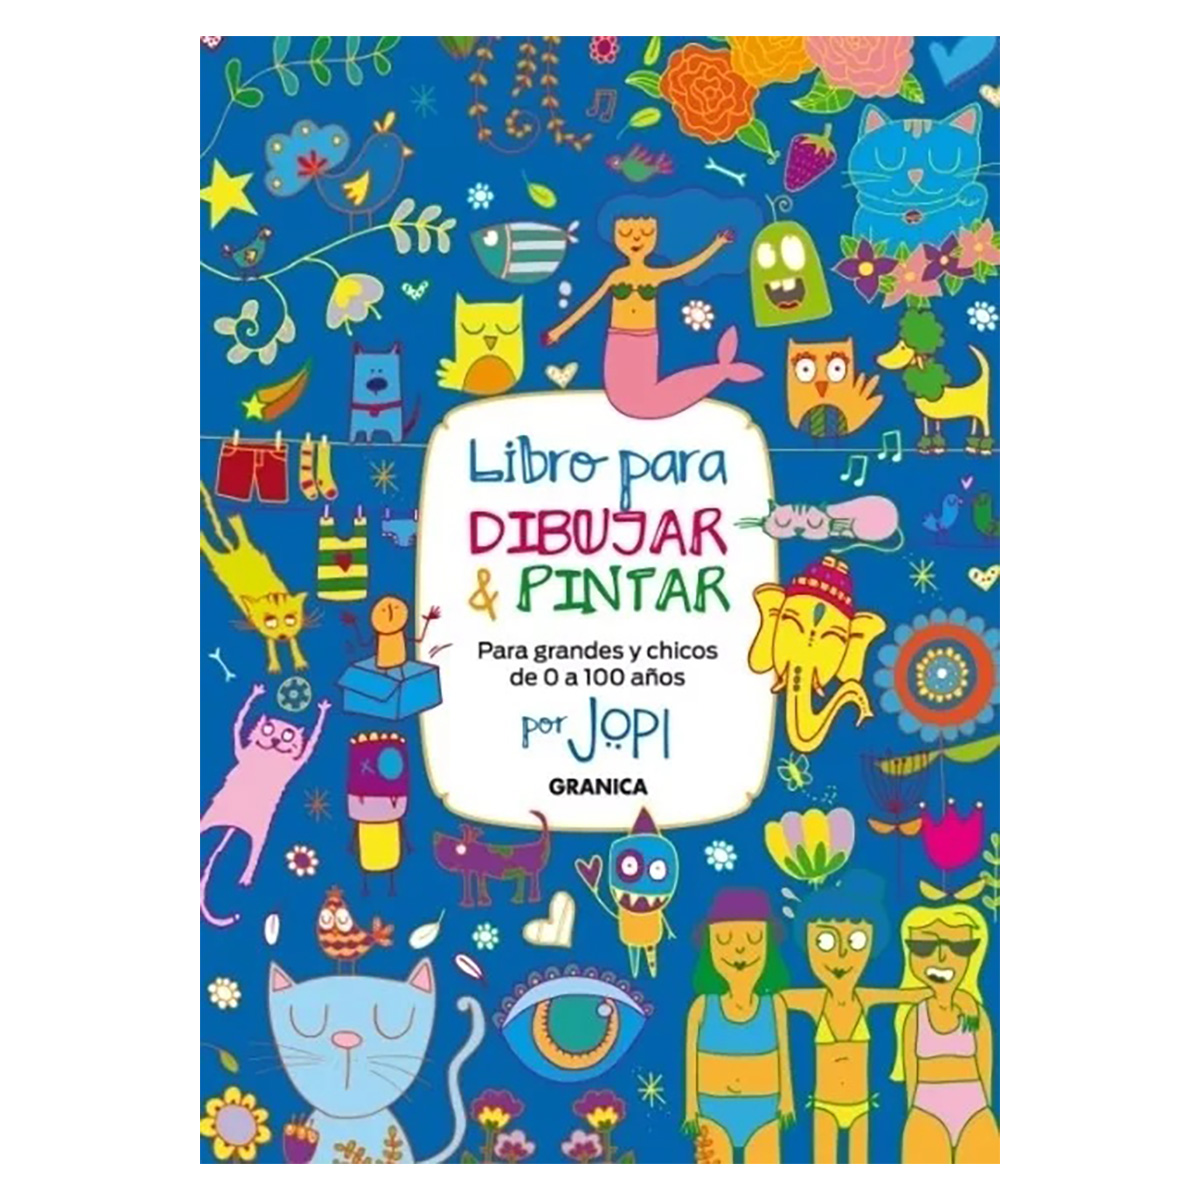 Libro para
DIBUJAR
& PINTAR
Para grandes y chicos
de 0 a 100 años
por JOPI
GRANICA